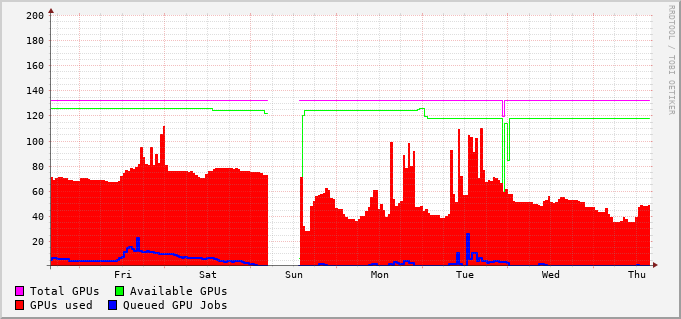 200
180
160
140
120
100
80
60
40
20
Fri Sat Sun Mon Tue Wed Thu
Total GPUs Available GPUs
GPUs used Queued GPU Jobs
RRDTOOL / TOBI OETIKER